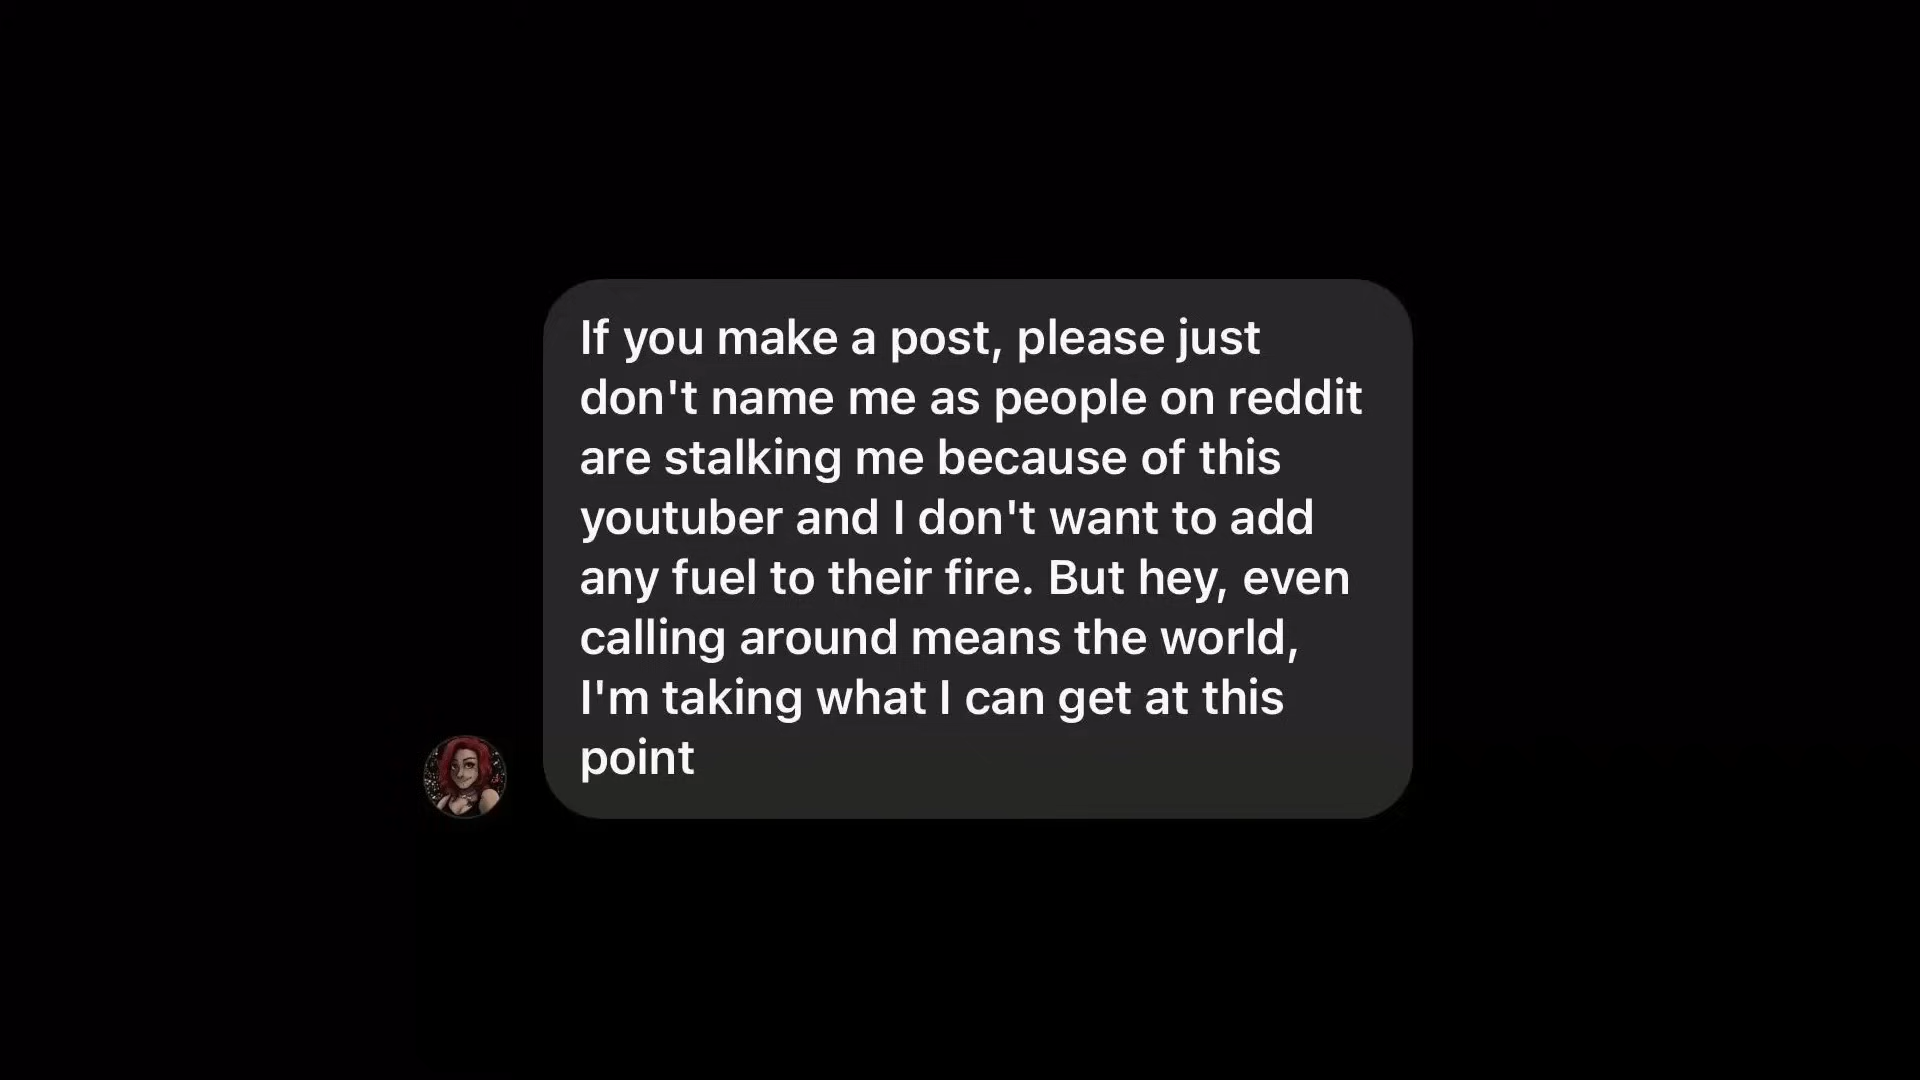 If you make a post, please just
don't name me as people on reddit
are stalking me because of this
youtuber and I don't want to add
any fuel to their fire. But hey, even
calling around means the world,
I'm taking what I can get at this
point